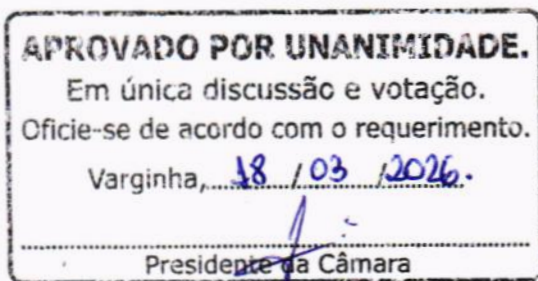 APROVADO POR UNANIMIDADE.
Em única discussão e votação.
Oficie-se de acordo com o requerimento.
Varginha, 18 / 03 / 2026.
Presidente da Câmara